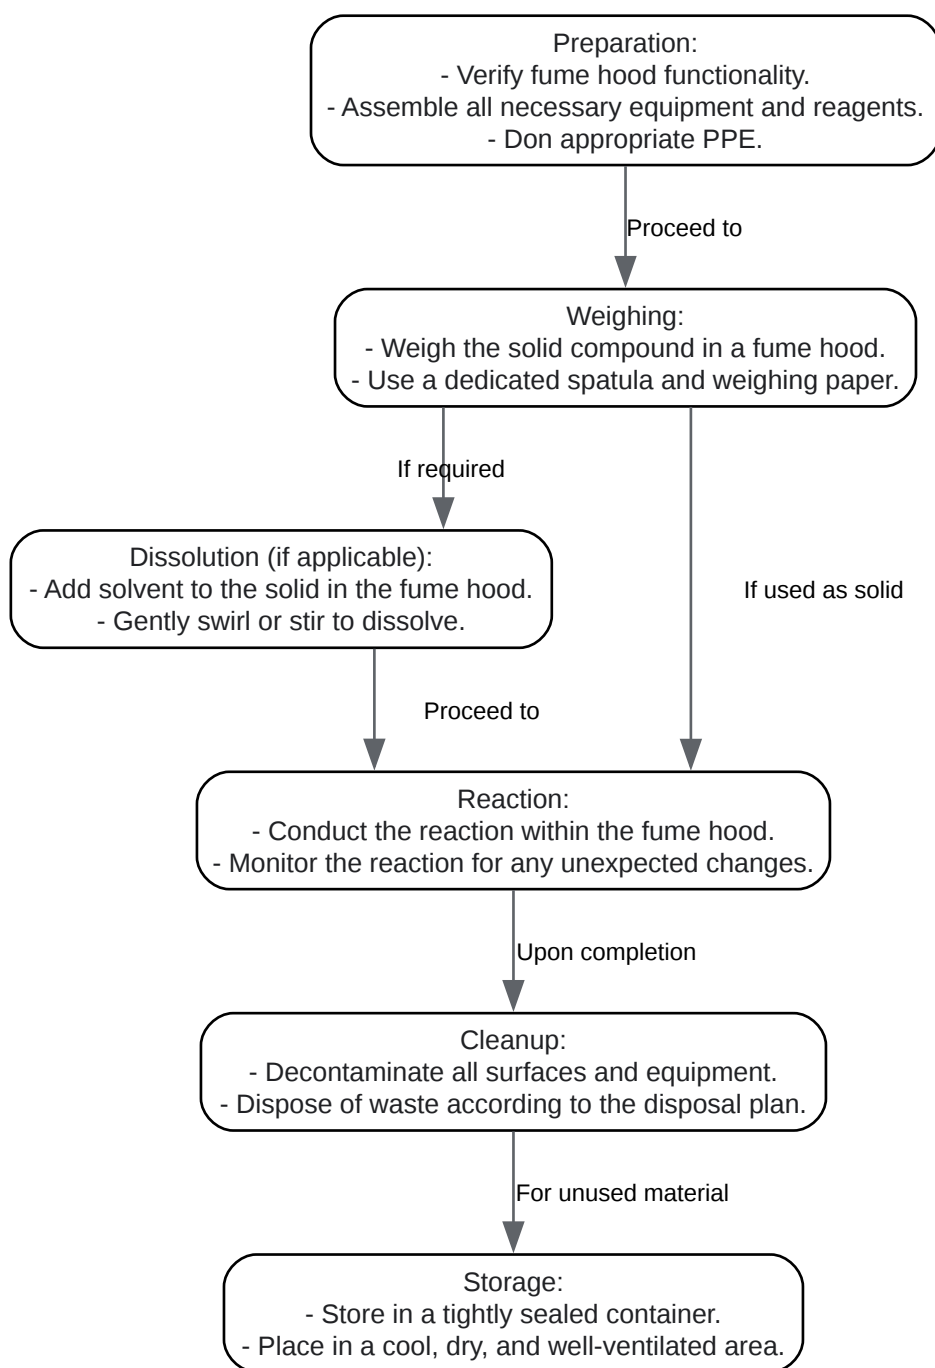 Preparation:
- Verify fume hood functionality.
- Assemble all necessary equipment and reagents.
- Don appropriate PPE.
Proceed to
Weighing:
- Weigh the solid compound in a fume hood.
- Use a dedicated spatula and weighing paper.
If required
Dissolution (if applicable):
- Add solvent to the solid in the fume hood.
- Gently swirl or stir to dissolve.
If used as solid
Proceed to
Reaction:
- Conduct the reaction within the fume hood.
- Monitor the reaction for any unexpected changes.
Upon completion
Cleanup:
- Decontaminate all surfaces and equipment.
- Dispose of waste according to the disposal plan.
For unused material
Storage:
- Store in a tightly sealed container.
- Place in a cool, dry, and well-ventilated area.